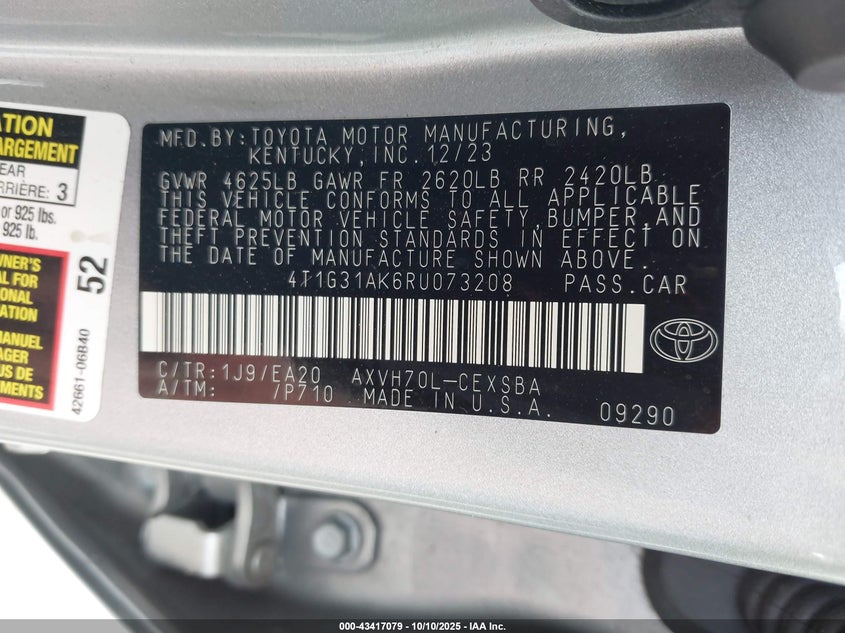 ATION
ARGEMENT
EAR
ARRIÈRE: 3
or 925 lbs.
925 lb.
WNER'S
AL FOR
ONAL
ATION
MANUEL
AGER
US DE
MENTS
52
42661-06B40
MFD.BY:TOYOTA MOTOR MANUFACTURING,
KENTUCKY,INC.12/23
GVWR 4625LB GAWR FR 2620LB RR 2420LB
THIS VEHICLE CONFORMS TO ALL APPLICABLE
FEDERAL MOTOR VEHICLE SAFETY,BUMPER,AND
THEFT PREVENTION STANDARDS IN EFFECT ON
THE DATE OF MANUFACTURE SHOWN ABOVE.
4T1G31AK6RU073208 PASS.CAR
C/TR:1J9/EA20 AXVH70L-CEXSBA
A/TM: /P710 MADE IN U.S.A. 09290
000-43417079 - 10/10/2025 - IAA Inc.